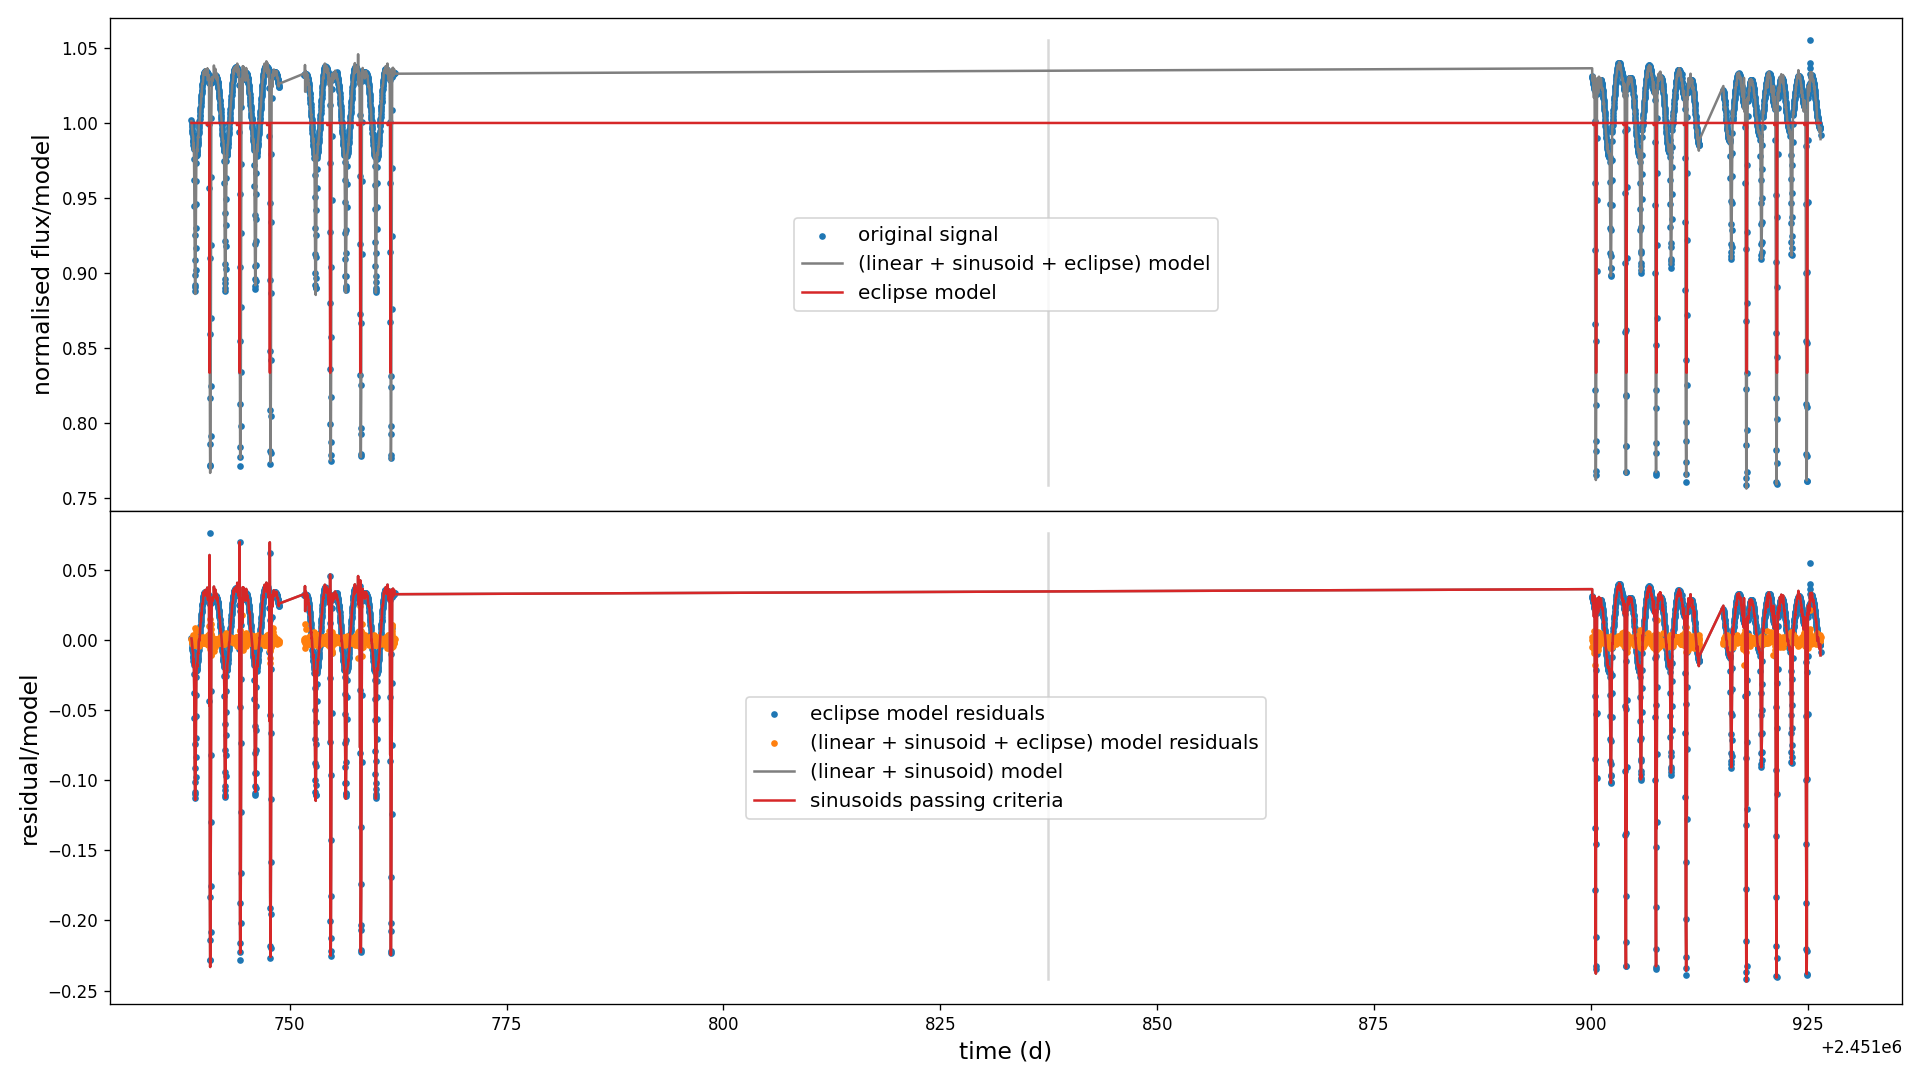 1.05
1.00
0.95
0.90
0.85
0.80
0.75
normalised flux/model
original signal
(linear + sinusoid + eclipse) model
eclipse model
0.05
0.00
−0.05
−0.10
−0.15
−0.20
−0.25
residual/model
eclipse model residuals
(linear + sinusoid + eclipse) model residuals
(linear + sinusoid) model
sinusoids passing criteria
750 775 800 825 850 875 900 925
time (d)
+2.451e6